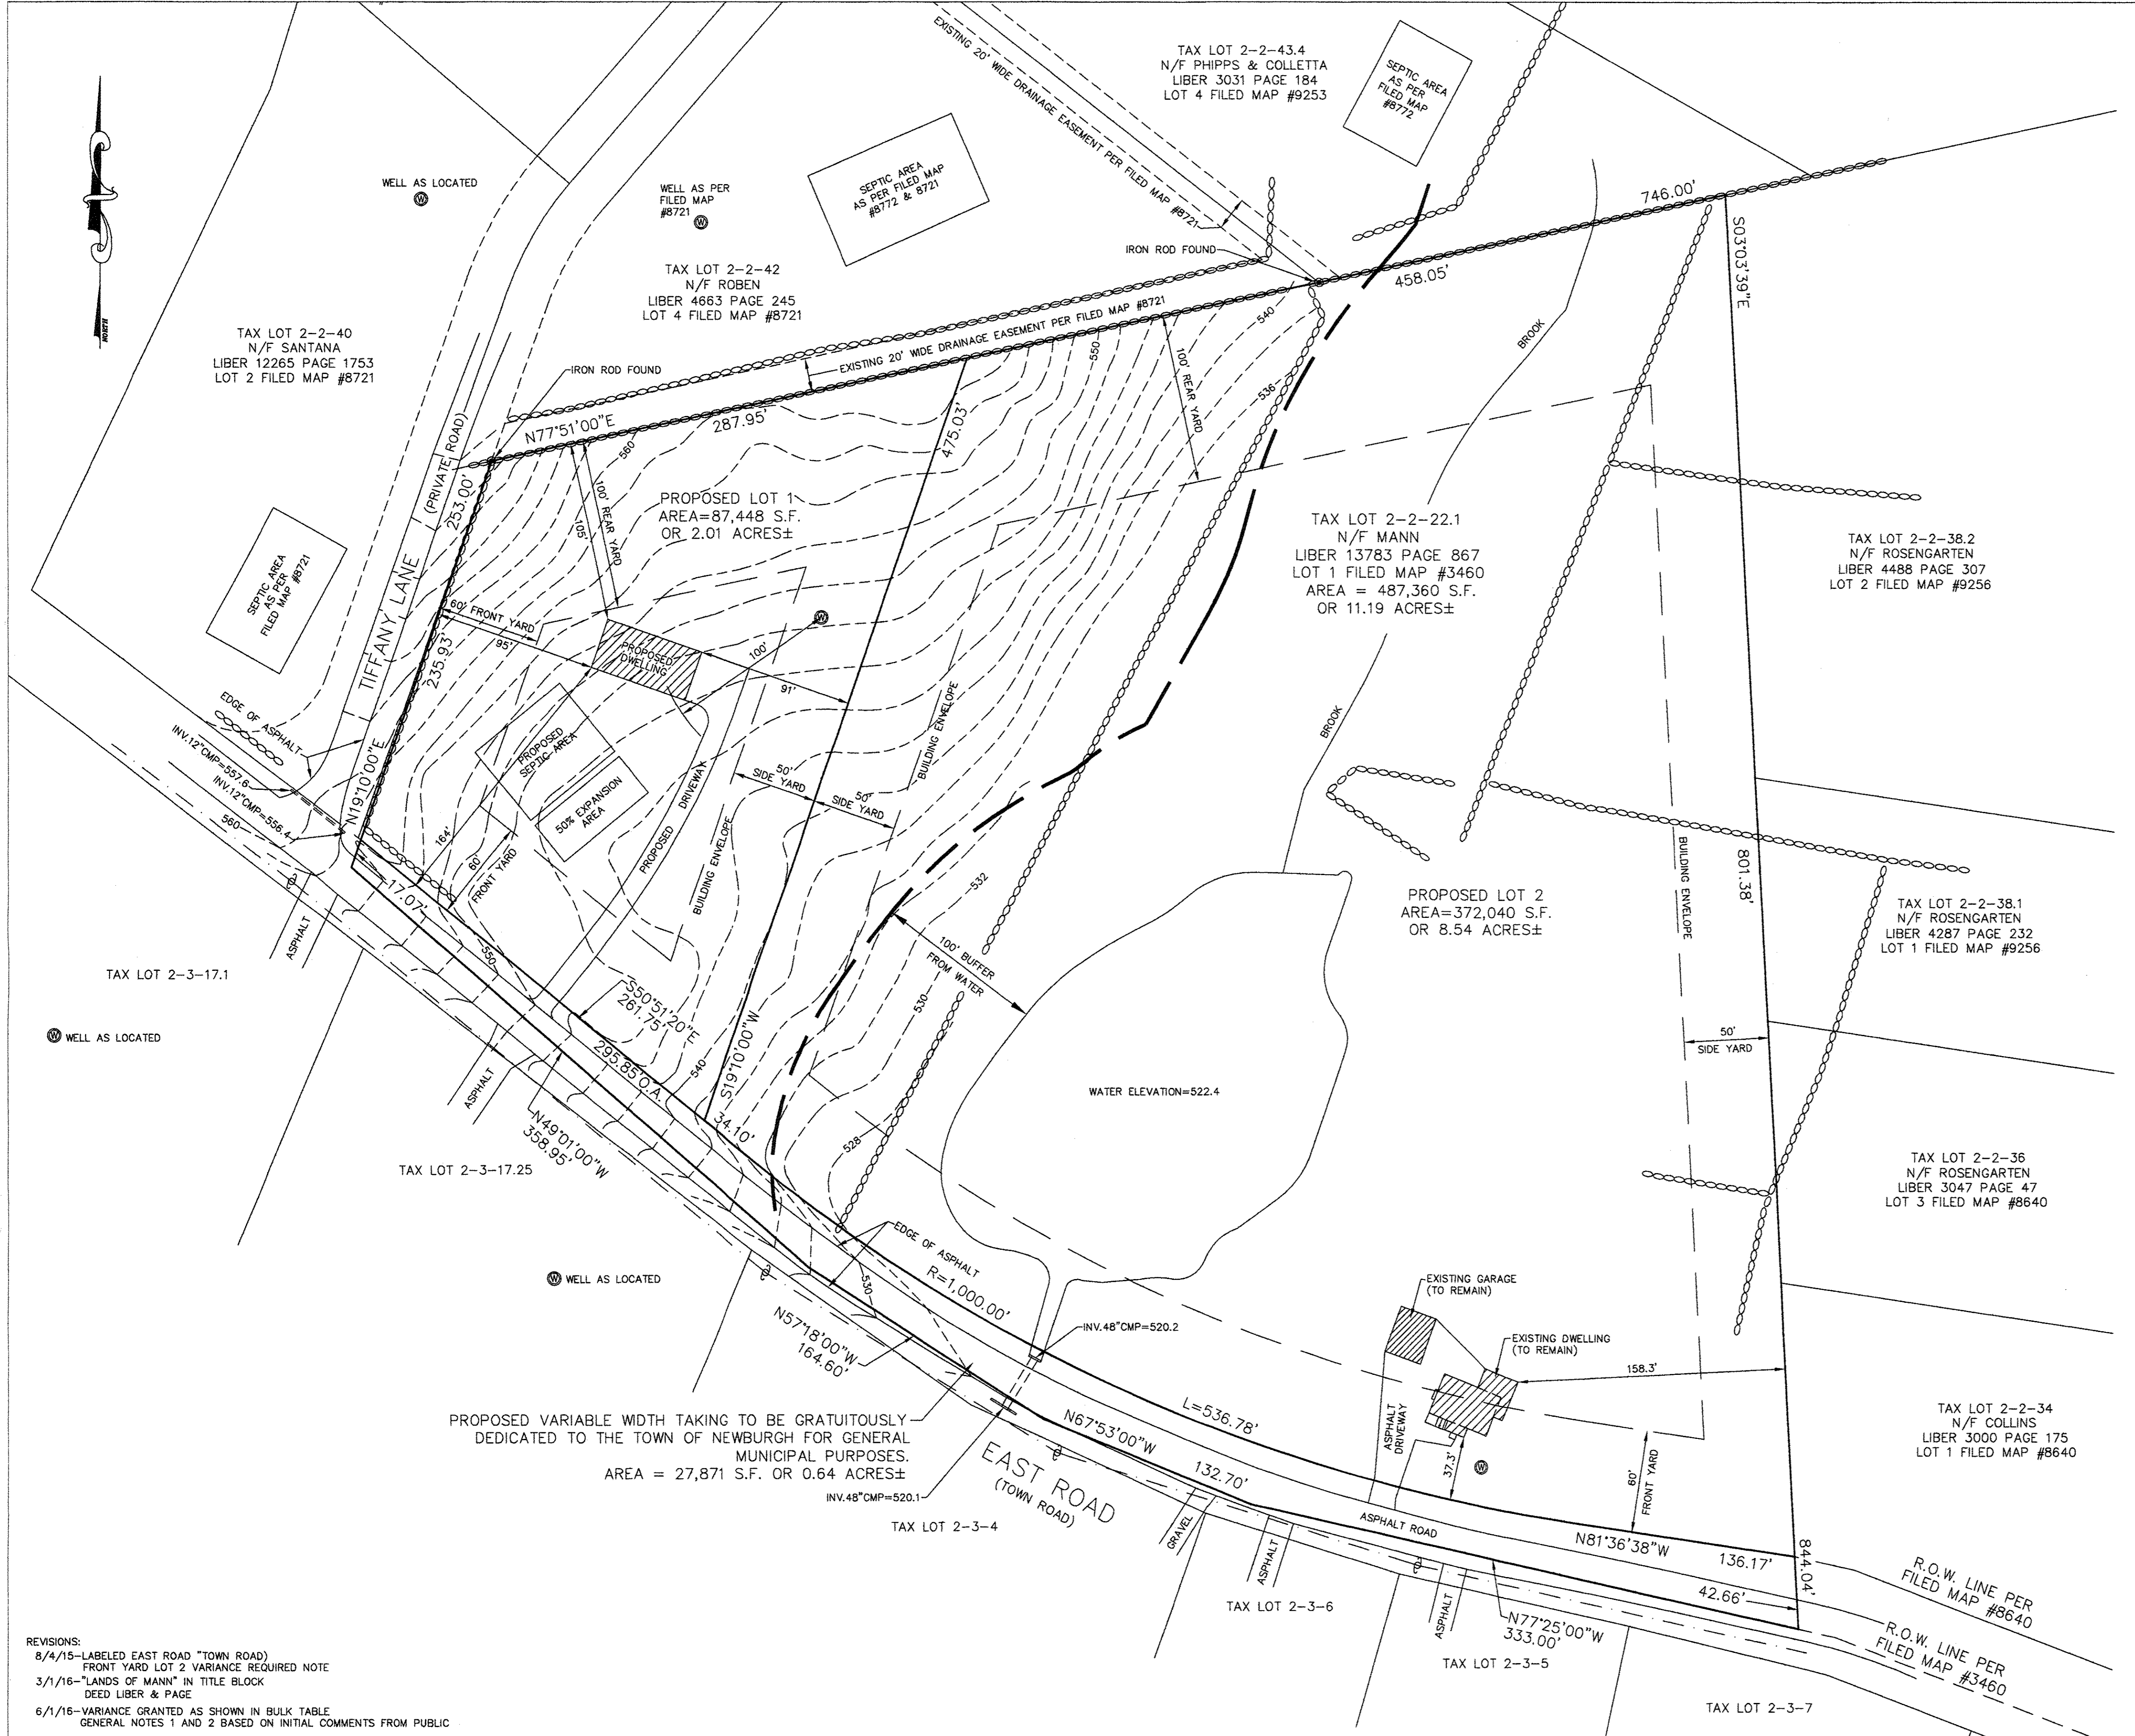 TAX LOT 2-2-43.4
N/F PHIPPS & COLLETTA
LIBER 3031 PAGE 184
LOT 4 FILED MAP #9253
SEPTIC AREA
AS PER
FILED MAP
#8772
EXISTING 20' WIDE DRAINAGE EASEMENT PER FILED MAP #8721
SEPTIC AREA
AS PER FILED MAP
#8772 & 8721
WELL AS LOCATED
W
WELL AS PER
FILED MAP
#8721
W
NORTH
TAX LOT 2-2-42
N/F ROBEN
LIBER 4663 PAGE 245
LOT 4 FILED MAP #8721
IRON ROD FOUND
746.00'
458.05'
S03°03'39"E
TAX LOT 2-2-40
N/F SANTANA
LIBER 12265 PAGE 1753
LOT 2 FILED MAP #8721
IRON ROD FOUND
EXISTING 20' WIDE DRAINAGE EASEMENT PER FILED MAP #8721
N77°51'00"E
287.95'
475.03'
540
550
536
560
100' REAR YARD
BROOK
TIFFANY LANE
(PRIVATE ROAD)
253.00'
235.93'
N19°10'00"E
100' REAR YARD
105'
PROPOSED LOT 1
AREA=87,448 S.F.
OR 2.01 ACRES±
TAX LOT 2-2-22.1
N/F MANN
LIBER 13783 PAGE 867
LOT 1 FILED MAP #3460
AREA = 487,360 S.F.
OR 11.19 ACRES±
TAX LOT 2-2-38.2
N/F ROSENGARTEN
LIBER 4488 PAGE 307
LOT 2 FILED MAP #9256
SEPTIC AREA
AS PER
FILED MAP #8721
60' FRONT YARD
95'
PROPOSED
DWELLING
W
100'
91'
EDGE OF ASPHALT
INV.12"CMP=557.6
INV.12"CMP=556.4
560
PROPOSED
SEPTIC AREA
50% EXPANSION
AREA
PROPOSED DRIVEWAY
BUILDING ENVELOPE
BUILDING ENVELOPE
50'
SIDE YARD
50'
SIDE YARD
BROOK
164'
60'
FRONT YARD
17.07'
ASPHALT
532
BUILDING ENVELOPE
801.38'
PROPOSED LOT 2
AREA=372,040 S.F.
OR 8.54 ACRES±
TAX LOT 2-2-38.1
N/F ROSENGARTEN
LIBER 4287 PAGE 232
LOT 1 FILED MAP #9256
TAX LOT 2-3-17.1
550
100' BUFFER
FROM WATER
530
S50°51'20"E
261.75'
W WELL AS LOCATED
295.85'O.A.
540
S19°10'00"W
34.10'
50'
SIDE YARD
WATER ELEVATION=522.4
ASPHALT
N49°01'00"W
358.95'
528
TAX LOT 2-3-17.25
TAX LOT 2-2-36
N/F ROSENGARTEN
LIBER 3047 PAGE 47
LOT 3 FILED MAP #8640
W WELL AS LOCATED
EDGE OF ASPHALT
R=1,000.00'
530
EXISTING GARAGE
(TO REMAIN)
INV.48"CMP=520.2
EXISTING DWELLING
(TO REMAIN)
158.3'
N57°18'00"W
164.60'
PROPOSED VARIABLE WIDTH TAKING TO BE GRATUITOUSLY
DEDICATED TO THE TOWN OF NEWBURGH FOR GENERAL
MUNICIPAL PURPOSES.
AREA = 27,871 S.F. OR 0.64 ACRES±
L=536.78'
N67°53'00"W
132.70'
ASPHALT
DRIVEWAY
37.3'
W
60'
FRONT YARD
TAX LOT 2-2-34
N/F COLLINS
LIBER 3000 PAGE 175
LOT 1 FILED MAP #8640
INV.48"CMP=520.1
EAST ROAD
(TOWN ROAD)
TAX LOT 2-3-4
GRAVEL
ASPHALT
ASPHALT ROAD
N81°36'38"W
136.17'
844.04'
42.66'
R.O.W. LINE PER
FILED MAP #8640
TAX LOT 2-3-6
ASPHALT
N77°25'00"W
333.00'
R.O.W. LINE PER
FILED MAP #3460
TAX LOT 2-3-5
TAX LOT 2-3-7
REVISIONS:
8/4/15-LABELED EAST ROAD "TOWN ROAD)
FRONT YARD LOT 2 VARIANCE REQUIRED NOTE
3/1/16-"LANDS OF MANN" IN TITLE BLOCK
DEED LIBER & PAGE
6/1/16-VARIANCE GRANTED AS SHOWN IN BULK TABLE
GENERAL NOTES 1 AND 2 BASED ON INITIAL COMMENTS FROM PUBLIC